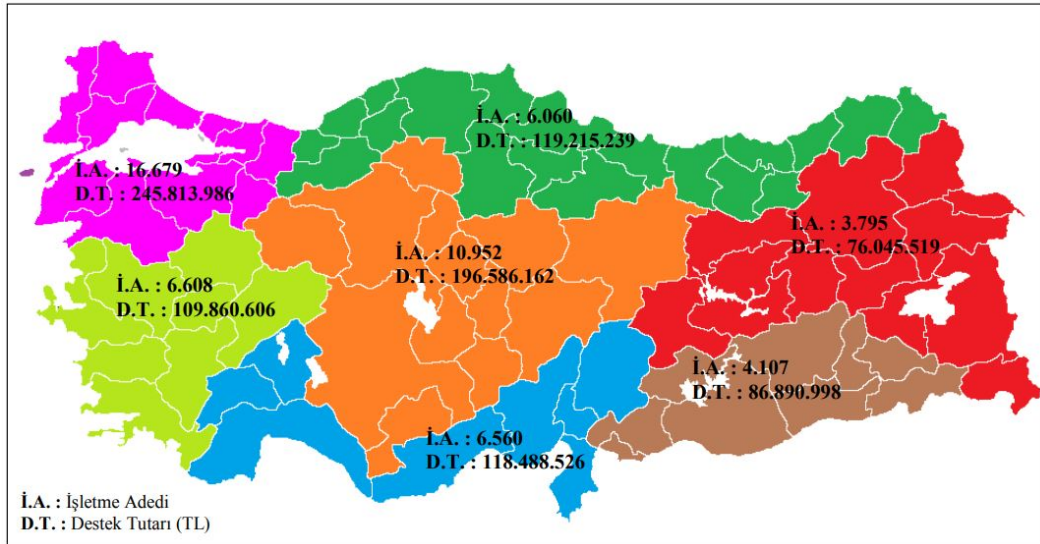 İ.A. : 6.060
D.T. : 119.215.239
İ.A. : 16.679
D.T. : 245.813.986
İ.A. : 3.795
D.T. : 76.045.519
İ.A. : 10.952
D.T. : 196.586.162
İ.A. : 6.608
D.T. : 109.860.606
İ.A. : 4.107
D.T. : 86.890.998
İ.A. : 6.560
D.T. : 118.488.526
İ.A. : İşletme Adedi
D.T. : Destek Tutarı (TL)